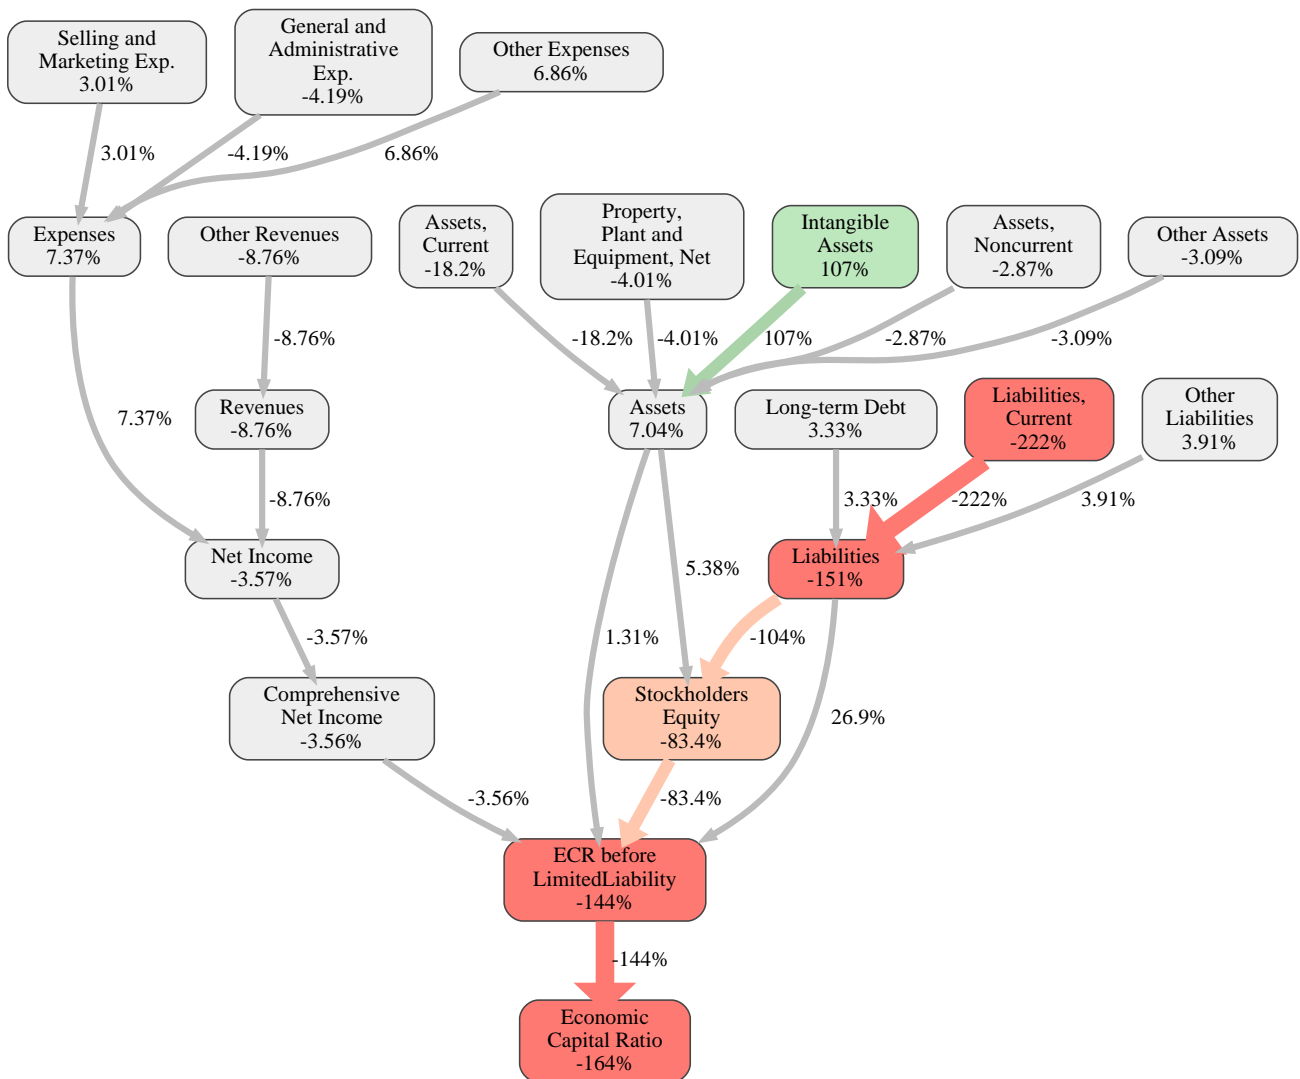 Selling and
Marketing Exp.
3.01%
General and
Administrative
Exp.
-4.19%
Other Expenses
6.86%
3.01%
-4.19%
6.86%
Expenses
7.37%
Other Revenues
-8.76%
Assets,
Current
-18.2%
Property,
Plant and
Equipment, Net
-4.01%
Intangible
Assets
107%
Assets,
Noncurrent
-2.87%
Other Assets
-3.09%
-8.76%
-18.2%
-4.01%
107%
-2.87%
-3.09%
7.37%
Revenues
-8.76%
Assets
7.04%
Long-term Debt
3.33%
Liabilities,
Current
-222%
Other
Liabilities
3.91%
-8.76%
3.33%
-222%
3.91%
Net Income
-3.57%
5.38%
Liabilities
-151%
-3.57%
1.31%
-104%
26.9%
Comprehensive
Net Income
-3.56%
Stockholders
Equity
-83.4%
-3.56%
-83.4%
ECR before
LimitedLiability
-144%
-144%
Economic
Capital Ratio
-164%